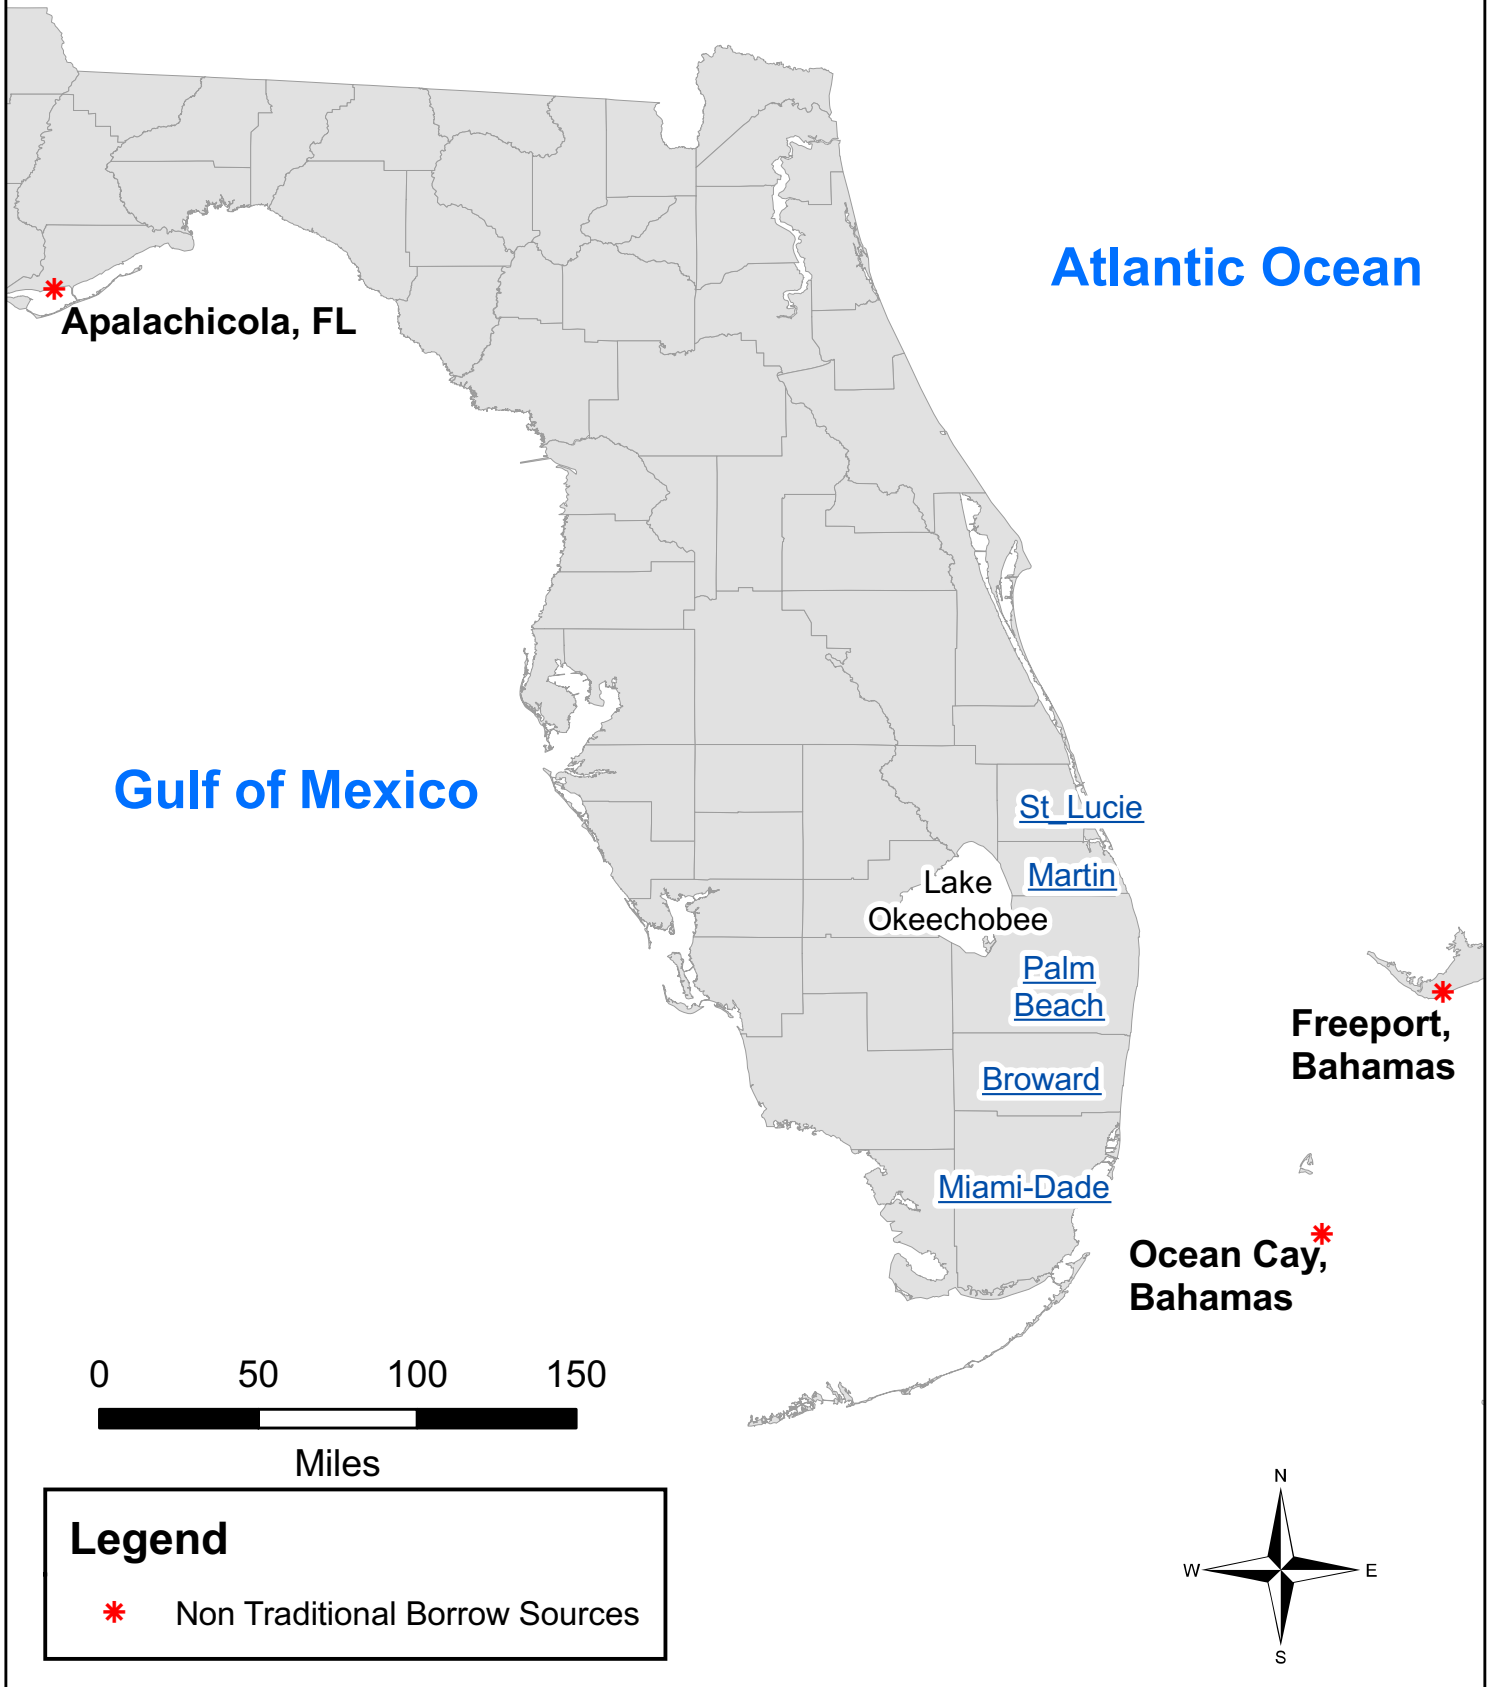 Atlantic Ocean
Apalachicola, FL
Gulf of Mexico
St_Lucie
Lake
Okeechobee
Martin
Palm
Beach
Freeport,
Bahamas
Broward
Miami-Dade
Ocean Cay,
Bahamas
0 50 100 150
Miles
N
W E
S
Legend
Non Traditional Borrow Sources